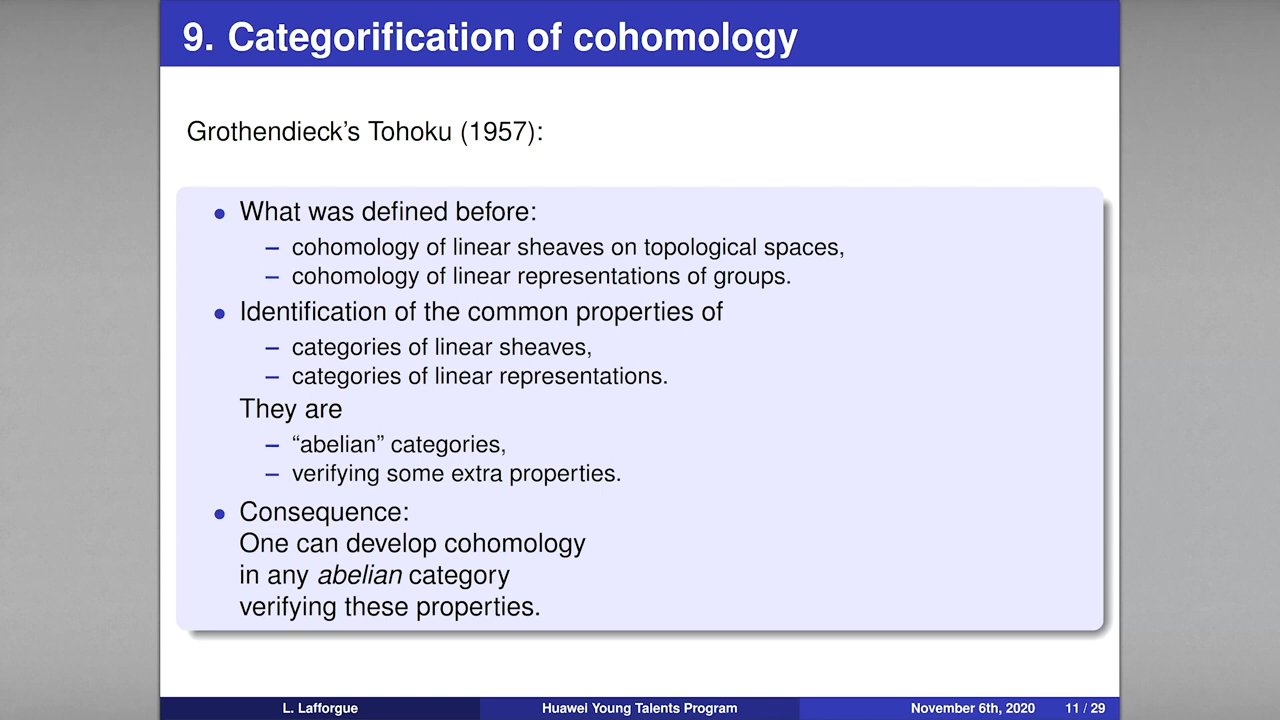 9. Categorification of cohomology
Grothendieck's Tohoku (1957):
• What was defined before:
– cohomology of linear sheaves on topological spaces,
– cohomology of linear representations of groups.
• Identification of the common properties of
– categories of linear sheaves,
– categories of linear representations.
They are
– “abelian” categories,
– verifying some extra properties.
• Consequence:
One can develop cohomology
in any abelian category
verifying these properties.
L. Lafforgue Huawei Young Talents Program November 6th, 2020 11 / 29